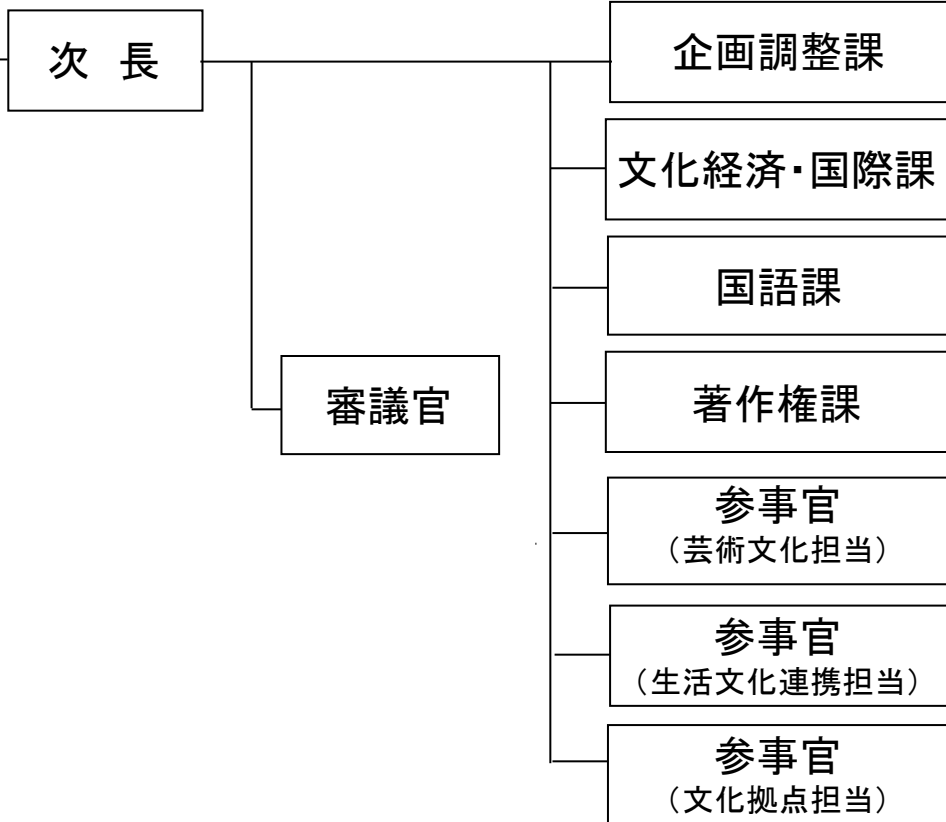 次 長
企画調整課
文化経済・国際課
国語課
審議官
著作権課
参事官
（芸術文化担当）
参事官
（生活文化連携担当）
参事官
（文化拠点担当）